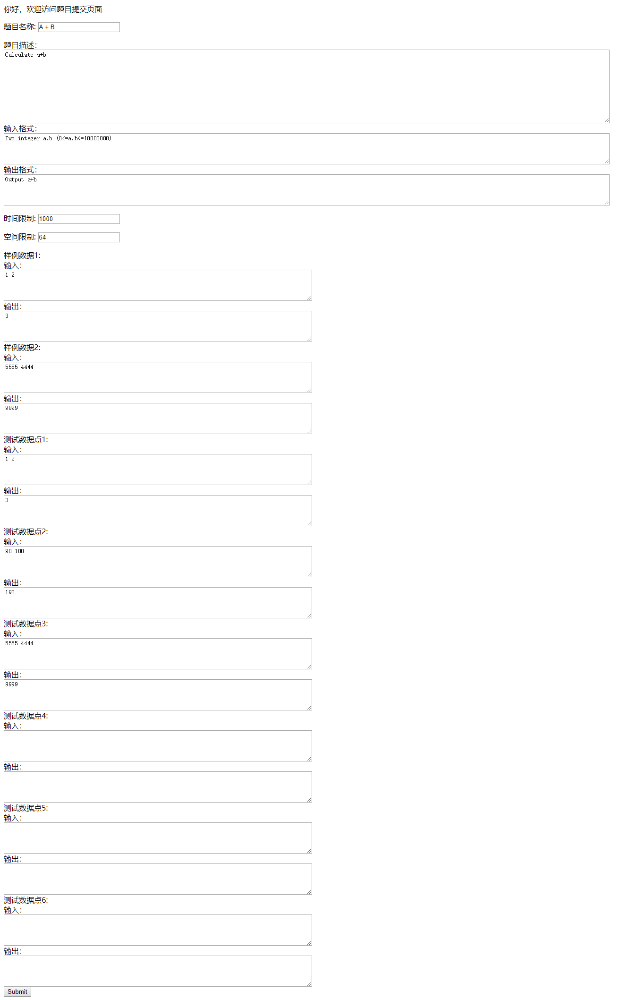 你好，欢迎访问题目提交页面
题目名称: A + B
题目描述：
Calculate a+b
输入格式：
Two integer a,b (0<=a,b<=10000000)
输出格式：
Output a+b
时间限制: 1000
空间限制: 64
样例数据1:
输入：
1 2
输出：
3
样例数据2:
输入：
5555 4444
输出：
9999
测试数据点1:
输入：
1 2
输出：
3
测试数据点2:
输入：
90 100
输出：
190
测试数据点3:
输入：
5555 4444
输出：
9999
测试数据点4:
输入：
输出：
测试数据点5:
输入：
输出：
测试数据点6:
输入：
输出：
Submit